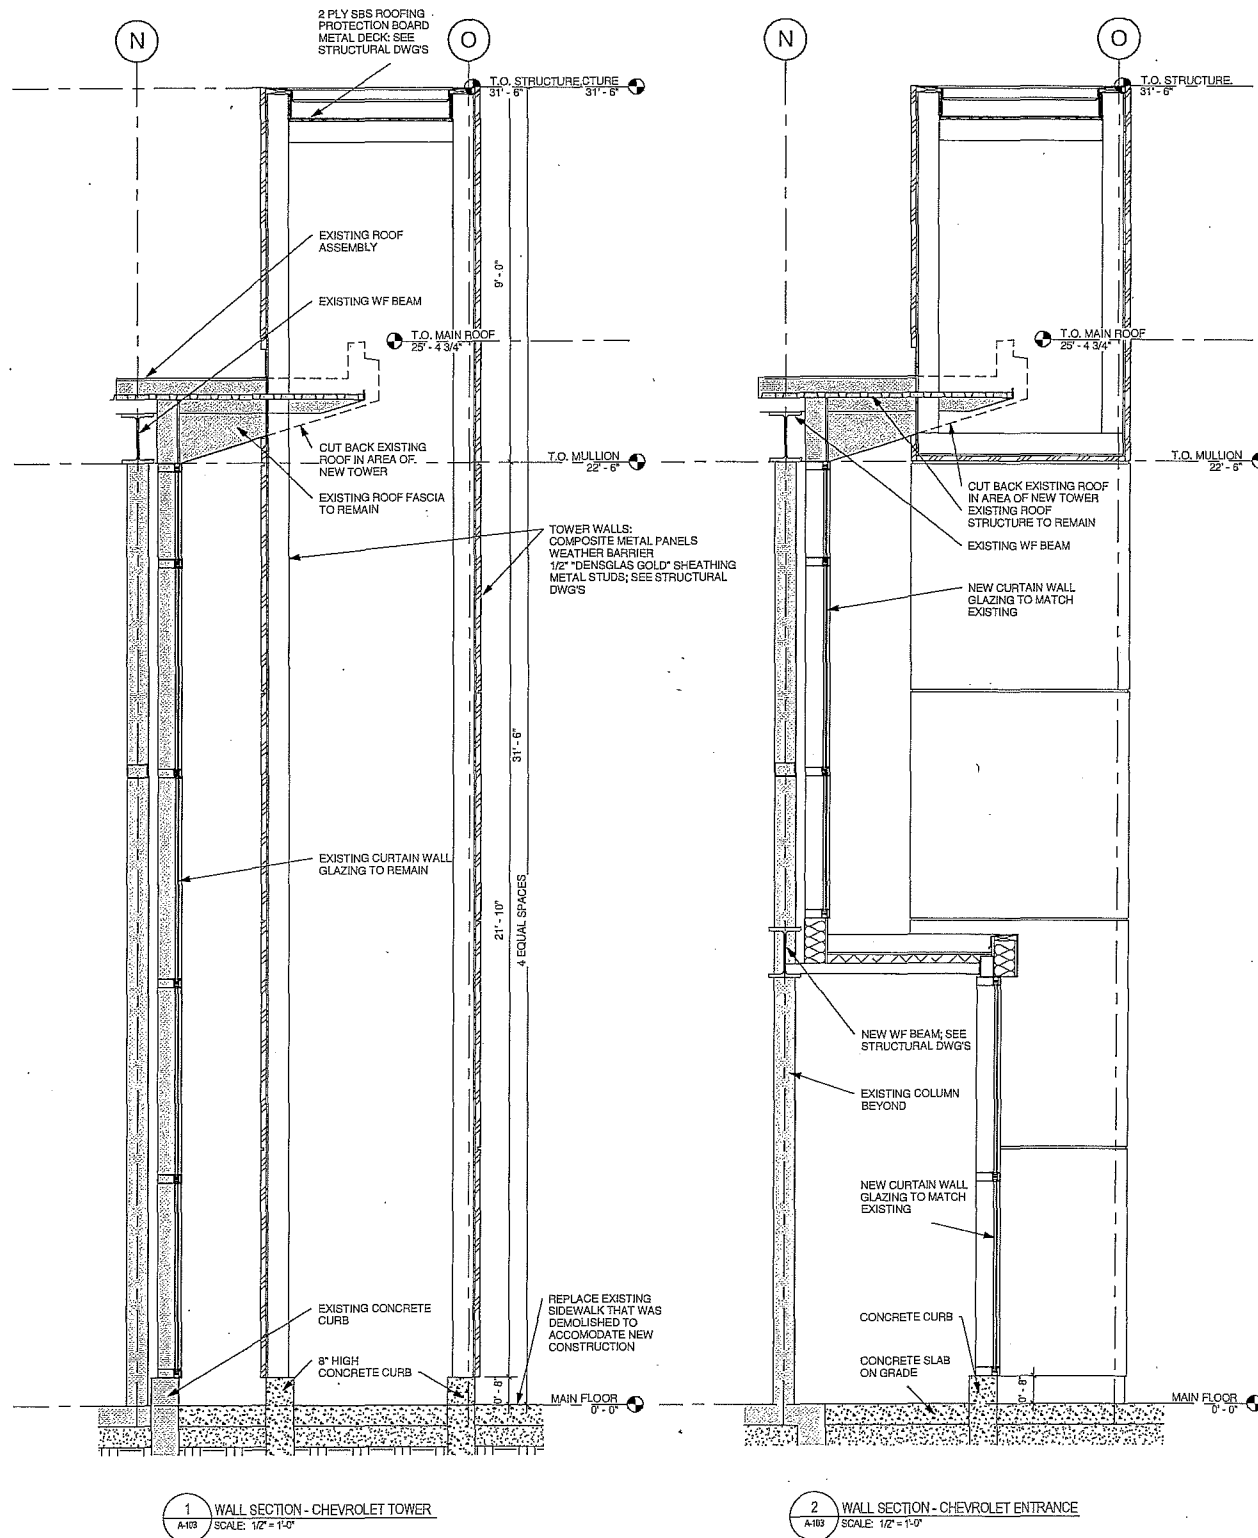 2 PLY SBS ROOFING
PROTECTION BOARD
METAL DECK: SEE
STRUCTURAL DWG'S
N
O
T.O. STRUCTURE CTURE
31' - 6" 31' - 6"
EXISTING ROOF
ASSEMBLY
9' - 0"
EXISTING WF BEAM
T.O. MAIN ROOF
25' - 4 3/4"
CUT BACK EXISTING
ROOF IN AREA OF
NEW TOWER
T.O. MULLION
22' - 6"
EXISTING ROOF FASCIA
TO REMAIN
TOWER WALLS:
COMPOSITE METAL PANELS
WEATHER BARRIER
1/2" "DENSGLAS GOLD" SHEATHING
METAL STUDS; SEE STRUCTURAL
DWG'S
31' - 6"
EXISTING CURTAIN WALL
GLAZING TO REMAIN
21' - 10"
4 EQUAL SPACES
REPLACE EXISTING
SIDEWALK THAT WAS
DEMOLISHED TO
ACCOMODATE NEW
CONSTRUCTION
EXISTING CONCRETE
CURB
8" HIGH
CONCRETE CURB
0' - 8"
MAIN FLOOR
0' - 0"
1
A-103
WALL SECTION - CHEVROLET TOWER
SCALE: 1/2" = 1'-0"
N
O
T.O. STRUCTURE
31' - 6"
T.O. MAIN ROOF
25' - 4 3/4"
T.O. MULLION
22' - 6"
CUT BACK EXISTING ROOF
IN AREA OF NEW TOWER
EXISTING ROOF
STRUCTURE TO REMAIN
EXISTING WF BEAM
NEW CURTAIN WALL
GLAZING TO MATCH
EXISTING
NEW WF BEAM; SEE
STRUCTURAL DWG'S
EXISTING COLUMN
BEYOND
NEW CURTAIN WALL
GLAZING TO MATCH
EXISTING
CONCRETE CURB
CONCRETE SLAB
ON GRADE
0' - 8"
MAIN FLOOR
0' - 0"
2
A-103
WALL SECTION - CHEVROLET ENTRANCE
SCALE: 1/2" = 1'-0"